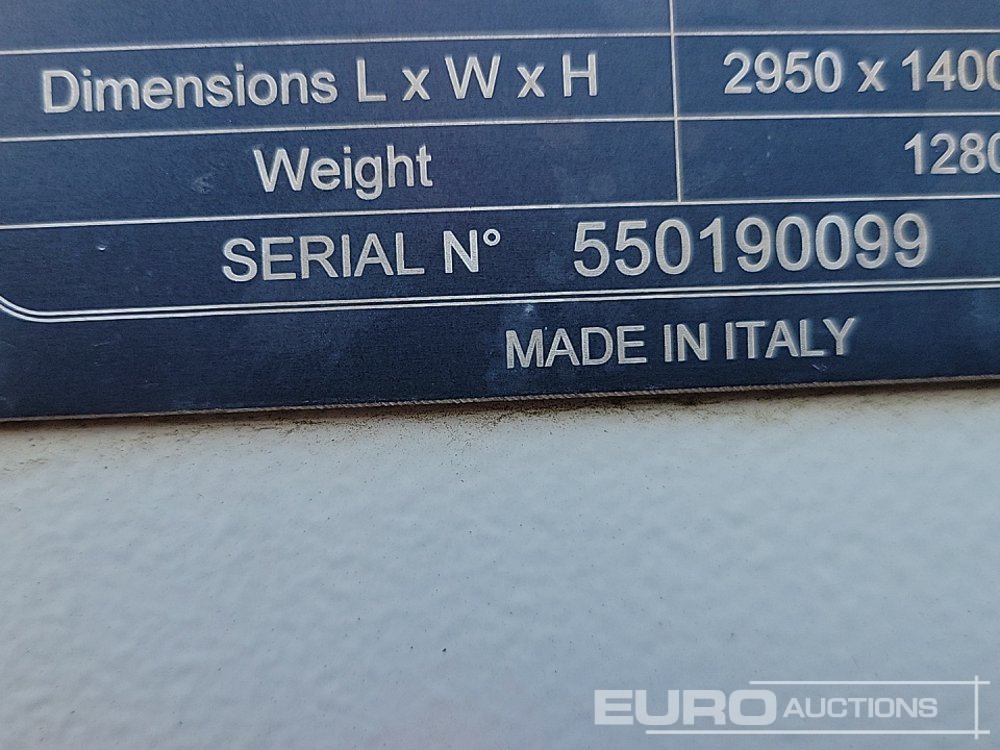 Dimensions L x W x H 2950 x 1400
Weight 1280
SERIAL N° 550190099
MADE IN ITALY
EURO AUCTIONS